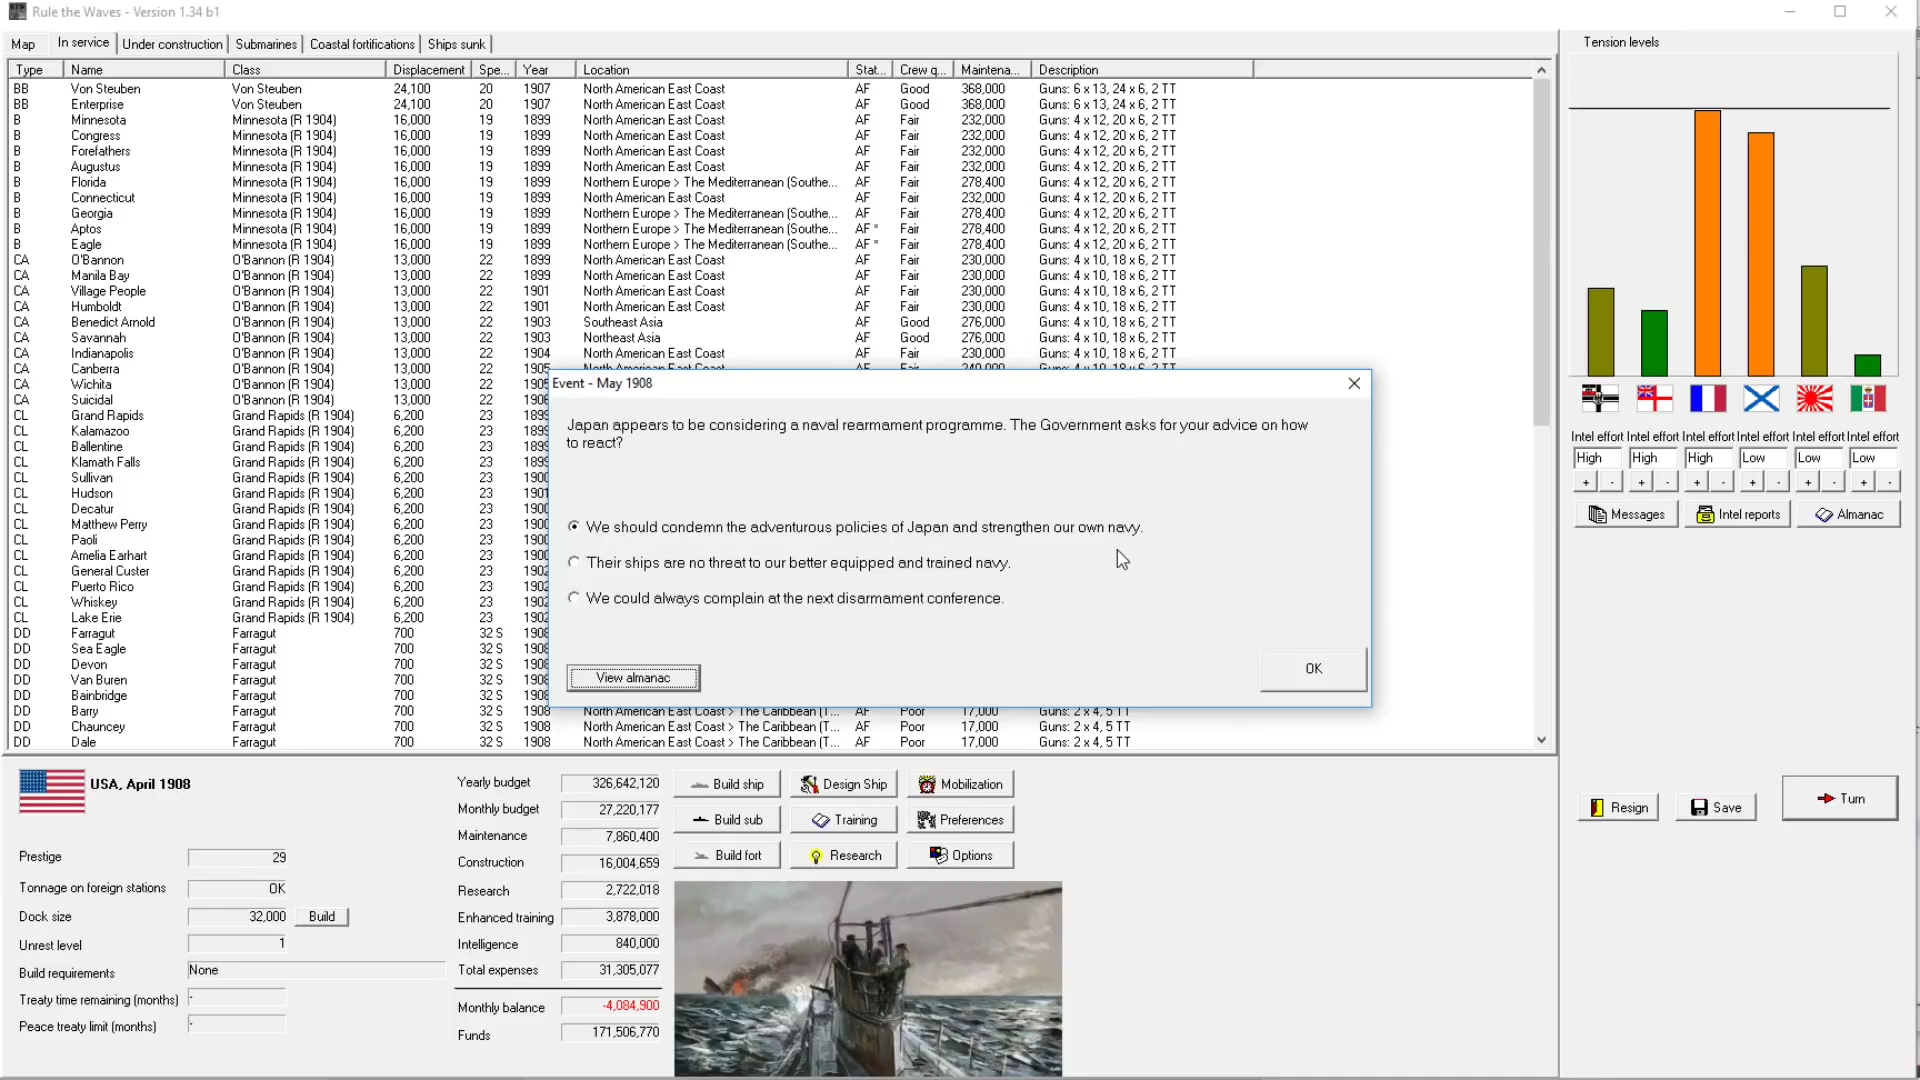 Rule the Waves - Version 1.34 b1
Map In service Under construction Submarines Coastal fortifications Ships sunk
Type Name Class Displacement Spe... Year Location Stat... Crew q... Maintena... Description
BB Von Steuben Von Steuben 24,100 20 1907 North American East Coast AF Good 368,000 Guns: 6 x 13, 24 x 6, 2 TT
BB Enterprise Von Steuben 24,100 20 1907 North American East Coast AF Good 368,000 Guns: 6 x 13, 24 x 6, 2 TT
B Minnesota Minnesota (R 1904) 16,000 19 1899 North American East Coast AF Fair 232,000 Guns: 4 x 12, 20 x 6, 2 TT
B Congress Minnesota (R 1904) 16,000 19 1899 North American East Coast AF Fair 232,000 Guns: 4 x 12, 20 x 6, 2 TT
B Forefathers Minnesota (R 1904) 16,000 19 1899 North American East Coast AF Fair 232,000 Guns: 4 x 12, 20 x 6, 2 TT
B Augustus Minnesota (R 1904) 16,000 19 1899 North American East Coast AF Fair 232,000 Guns: 4 x 12, 20 x 6, 2 TT
B Florida Minnesota (R 1904) 16,000 19 1899 Northern Europe > The Mediterranean (Southe... AF Fair 278,400 Guns: 4 x 12, 20 x 6, 2 TT
B Connecticut Minnesota (R 1904) 16,000 19 1899 North American East Coast AF Fair 232,000 Guns: 4 x 12, 20 x 6, 2 TT
B Georgia Minnesota (R 1904) 16,000 19 1899 Northern Europe > The Mediterranean (Southe... AF Fair 278,400 Guns: 4 x 12, 20 x 6, 2 TT
B Aptos Minnesota (R 1904) 16,000 19 1899 Northern Europe > The Mediterranean (Southe... AF * Fair 278,400 Guns: 4 x 12, 20 x 6, 2 TT
B Eagle Minnesota (R 1904) 16,000 19 1899 Northern Europe > The Mediterranean (Southe... AF * Fair 278,400 Guns: 4 x 12, 20 x 6, 2 TT
CA O'Bannon O'Bannon (R 1904) 13,000 22 1899 North American East Coast AF Fair 230,000 Guns: 4 x 10, 18 x 6, 2 TT
CA Manila Bay O'Bannon (R 1904) 13,000 22 1899 North American East Coast AF Fair 230,000 Guns: 4 x 10, 18 x 6, 2 TT
CA Village People O'Bannon (R 1904) 13,000 22 1901 North American East Coast AF Fair 230,000 Guns: 4 x 10, 18 x 6, 2 TT
CA Humboldt O'Bannon (R 1904) 13,000 22 1901 North American East Coast AF Fair 230,000 Guns: 4 x 10, 18 x 6, 2 TT
CA Benedict Arnold O'Bannon (R 1904) 13,000 22 1903 Southeast Asia AF Good 276,000 Guns: 4 x 10, 18 x 6, 2 TT
CA Savannah O'Bannon (R 1904) 13,000 22 1903 Northeast Asia AF Good 276,000 Guns: 4 x 10, 18 x 6, 2 TT
CA Indianapolis O'Bannon (R 1904) 13,000 22 1904 North American East Coast AF Fair 230,000 Guns: 4 x 10, 18 x 6, 2 TT
CA Canberra O'Bannon (R 1904) 13,000 22
CA Wichita O'Bannon (R 1904) 13,000 22
CA Suicidal O'Bannon (R 1904) 13,000 22
CL Grand Rapids Grand Rapids (R 1904) 6,200 23
CL Kalamazoo Grand Rapids (R 1904) 6,200 23
CL Ballentine Grand Rapids (R 1904) 6,200 23
CL Klamath Falls Grand Rapids (R 1904) 6,200 23
CL Sullivan Grand Rapids (R 1904) 6,200 23
CL Hudson Grand Rapids (R 1904) 6,200 23
CL Decatur Grand Rapids (R 1904) 6,200 23
CL Matthew Perry Grand Rapids (R 1904) 6,200 23
CL Paoli Grand Rapids (R 1904) 6,200 23
CL Amelia Earhart Grand Rapids (R 1904) 6,200 23
CL General Custer Grand Rapids (R 1904) 6,200 23
CL Puerto Rico Grand Rapids (R 1904) 6,200 23
CL Whiskey Grand Rapids (R 1904) 6,200 23
CL Lake Erie Grand Rapids (R 1904) 6,200 23
DD Farragut Farragut 700 32 S
DD Sea Eagle Farragut 700 32 S
DD Devon Farragut 700 32 S
DD Van Buren Farragut 700 32 S
DD Bainbridge Farragut 700 32 S
DD Barry Farragut 700 32 S 1908 North American East Coast > The Caribbean (T... AF Poor 17,000 Guns: 2 x 4, 5 TT
DD Chauncey Farragut 700 32 S 1908 North American East Coast > The Caribbean (T... AF Poor 17,000 Guns: 2 x 4, 5 TT
DD Dale Farragut 700 32 S 1908 North American East Coast > The Caribbean (T... AF Poor 17,000 Guns: 2 x 4, 5 TT
Event - May 1908
Japan appears to be considering a naval rearmament programme. The Government asks for your advice on how
to react?
We should condemn the adventurous policies of Japan and strengthen our own navy.
Their ships are no threat to our better equipped and trained navy.
We could always complain at the next disarmament conference.
View almanac OK
Tension levels
Intel effort Intel effort Intel effort Intel effort Intel effort Intel effort
High High High Low Low Low
+ - + - + - + - + - + -
Messages Intel reports Almanac
Resign Save Turn
USA, April 1908
Prestige 29
Tonnage on foreign stations OK
Dock size 32,000 Build
Unrest level 1
Build requirements None
Treaty time remaining (months) -
Peace treaty limit (months) -
Yearly budget 326,642,120
Monthly budget 27,220,177
Maintenance 7,860,400
Construction 16,004,659
Research 2,722,018
Enhanced training 3,878,000
Intelligence 840,000
Total expenses 31,305,077
Monthly balance -4,084,900
Funds 171,506,770
Build ship Design Ship Mobilization
Build sub Training Preferences
Build fort Research Options